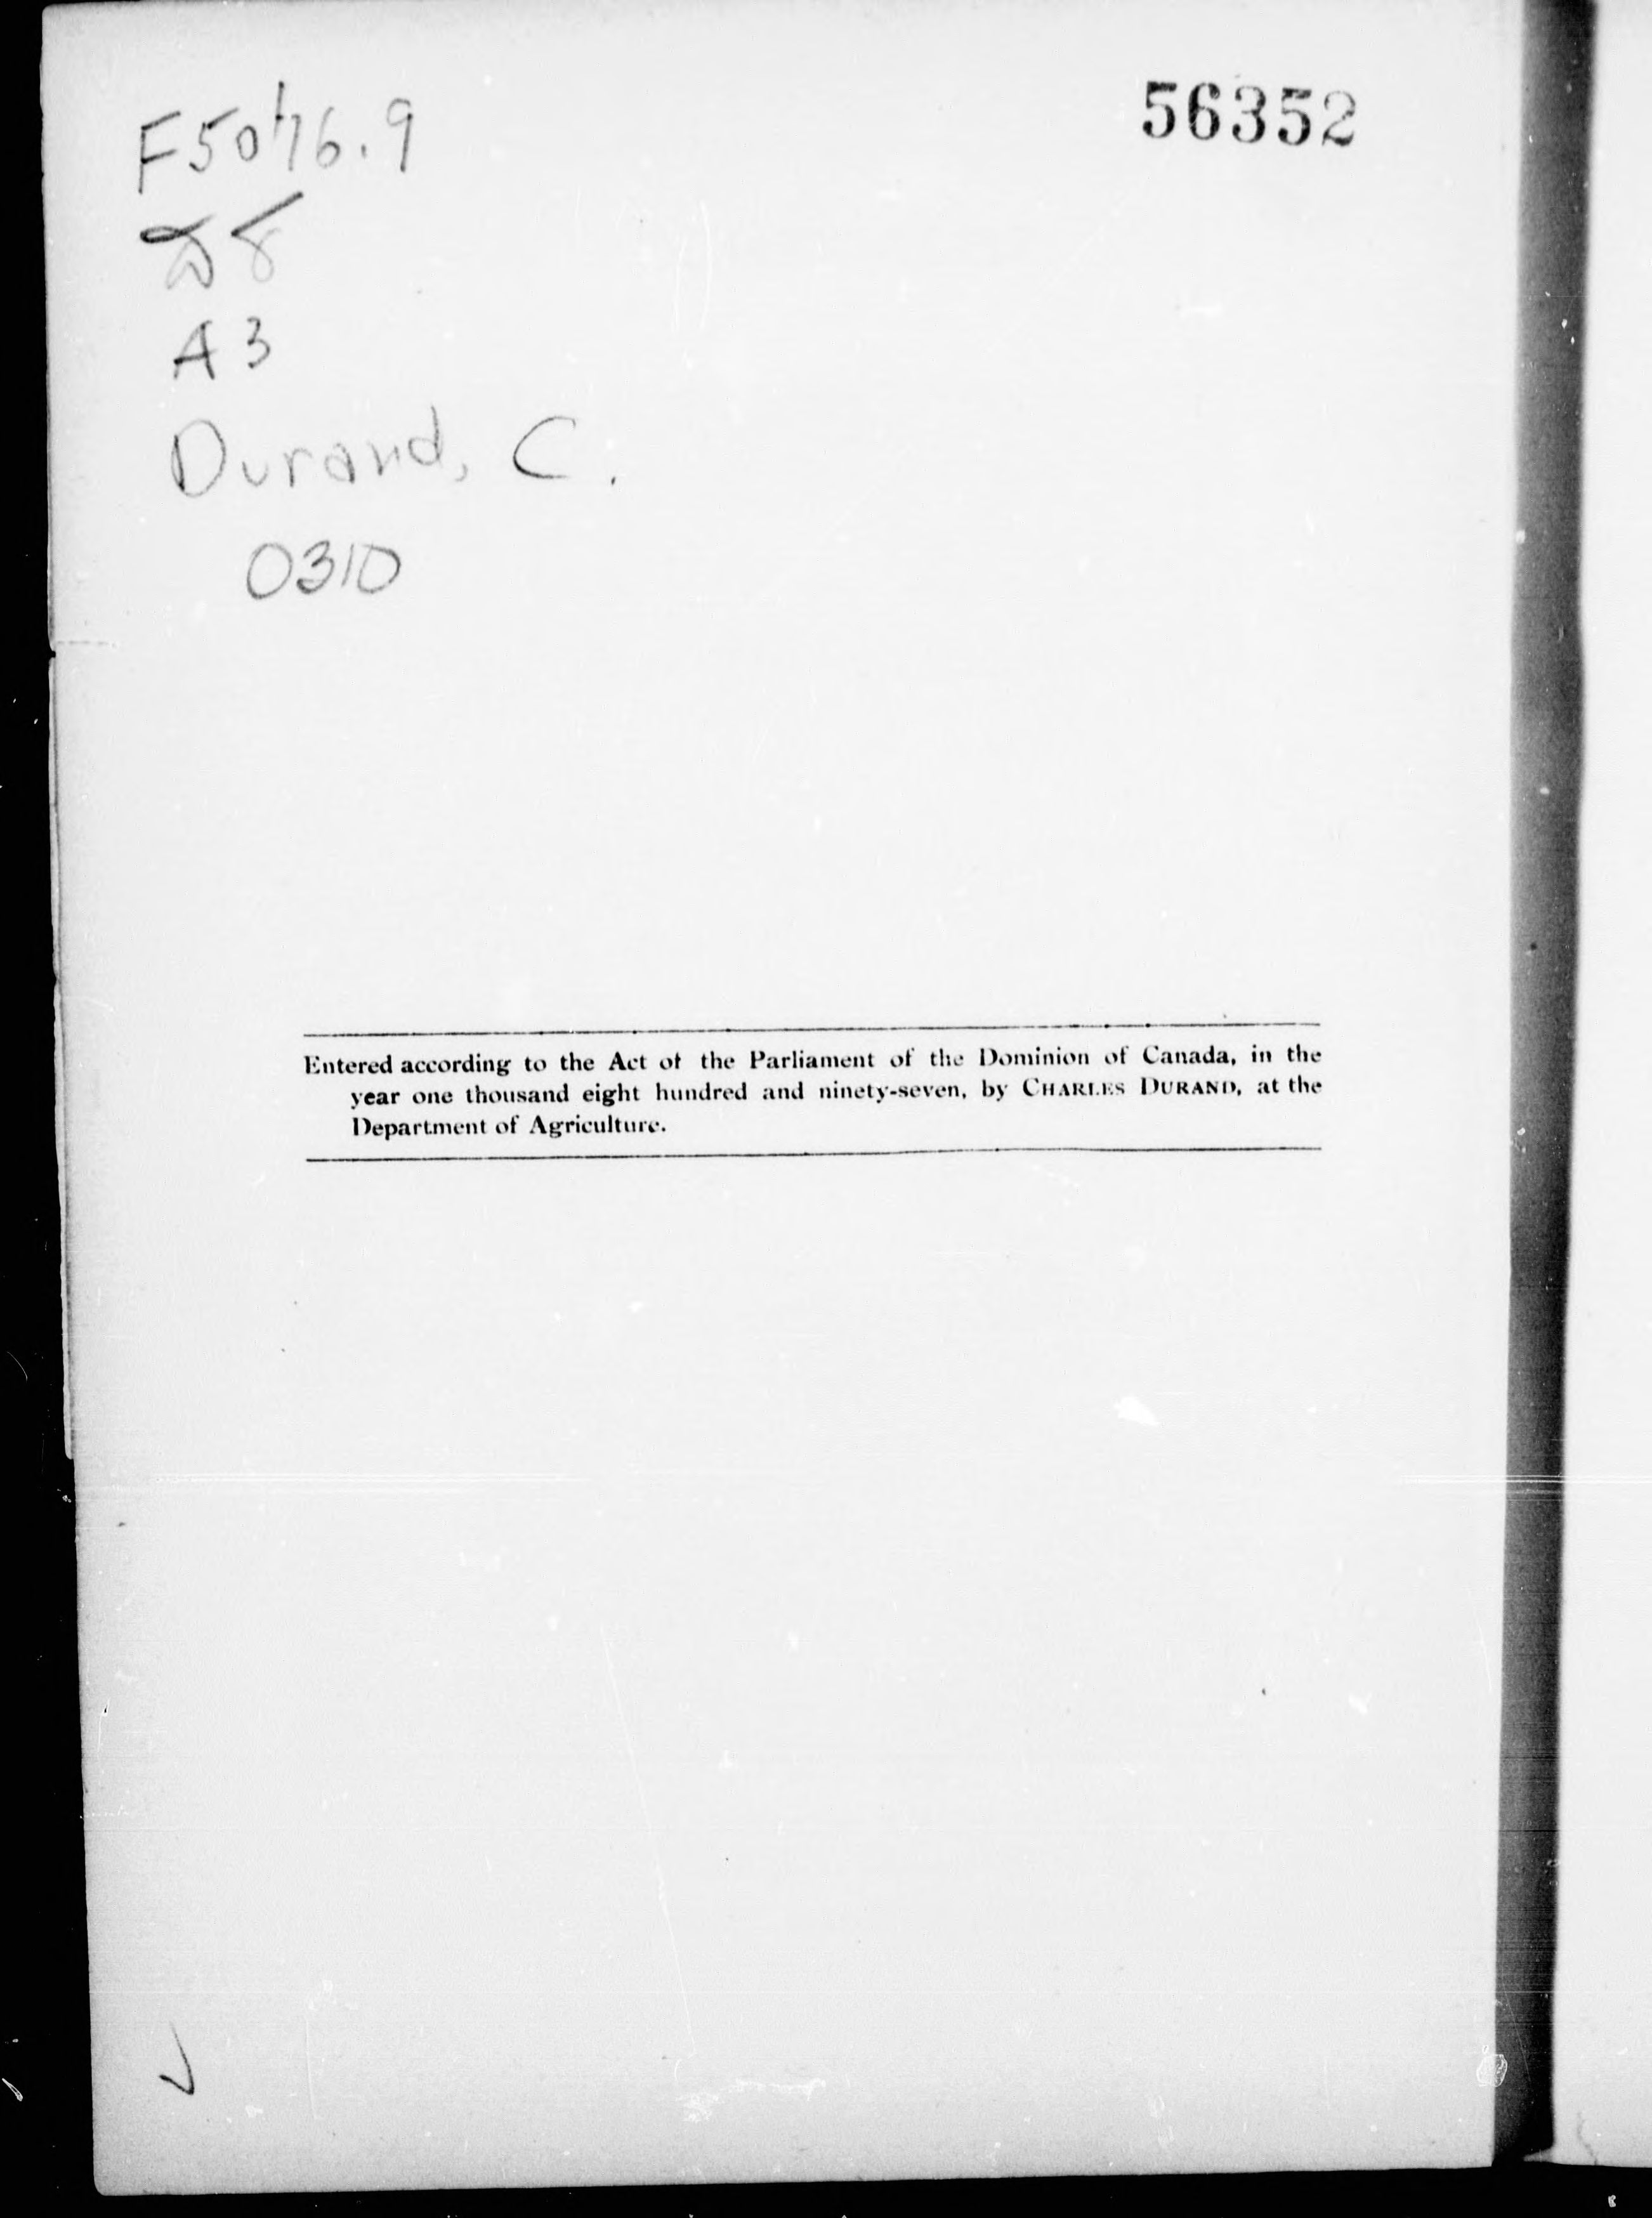 56352
F5076.9
A3
Durand, C.
0310
Entered according to the Act of the Parliament of the Dominion of Canada, in the
year one thousand eight hundred and ninety-seven, by CHARLES DURAND, at the
Department of Agriculture.